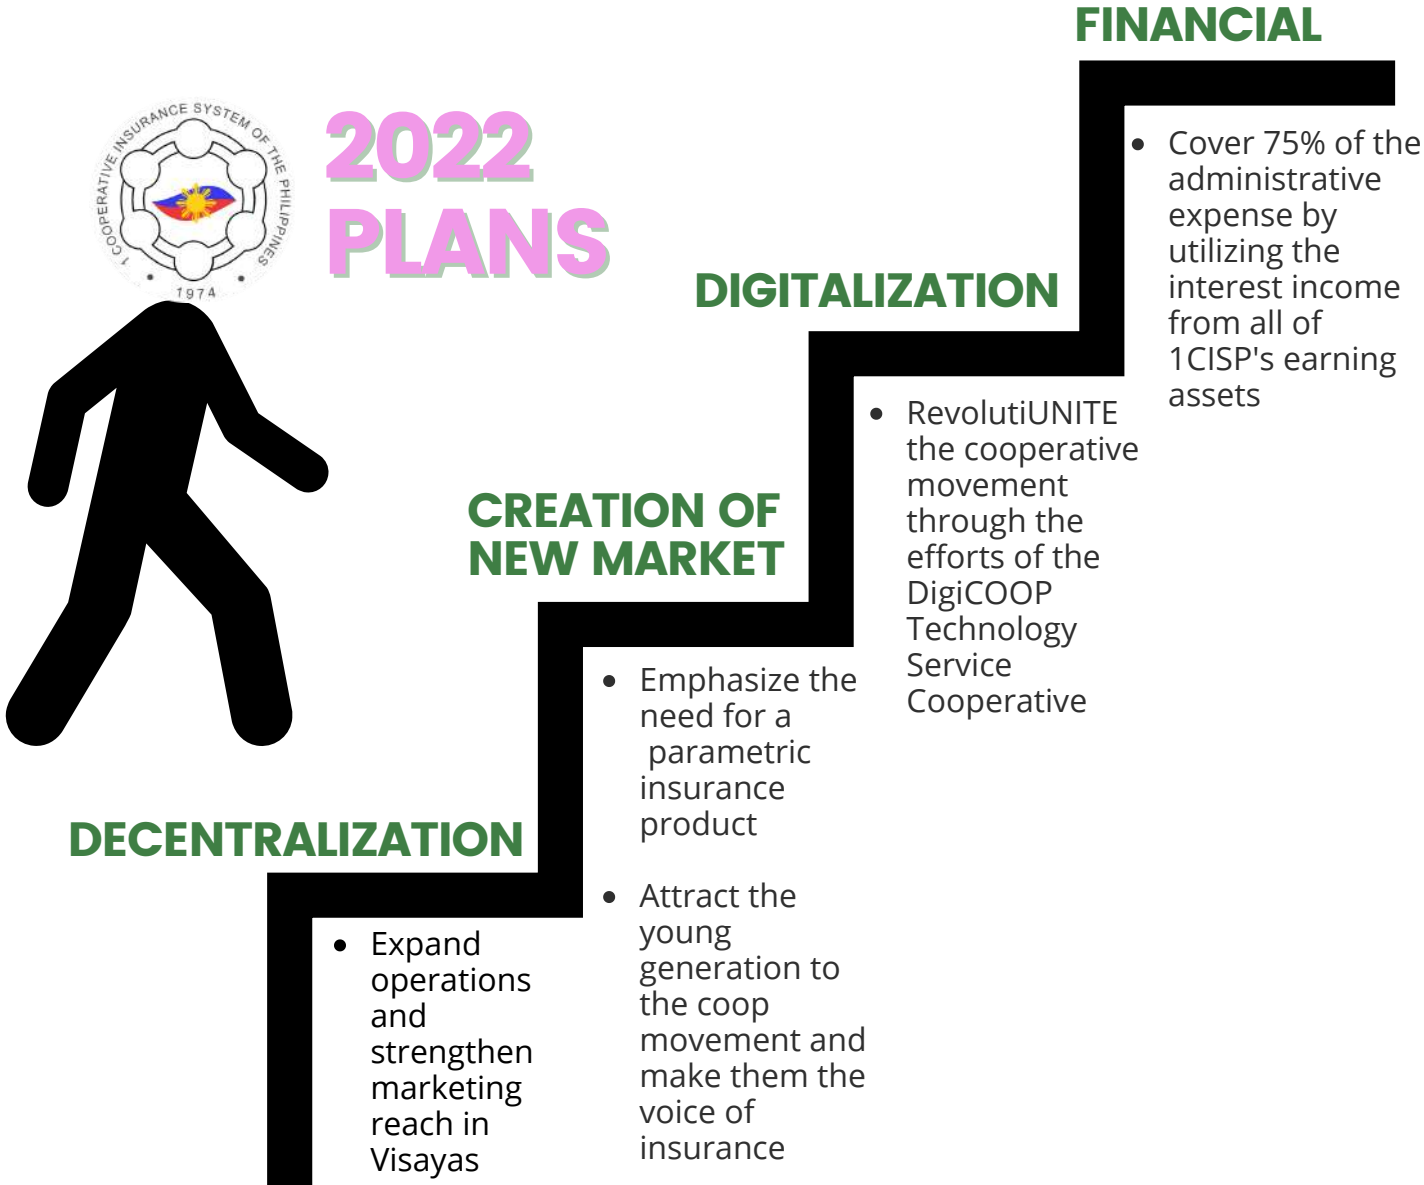 1 COOPERATIVE INSURANCE SYSTEM OF THE PHILIPPINES
1974
2022
PLANS
FINANCIAL
• Cover 75% of the
administrative
expense by
utilizing the
interest income
from all of
1CISP's earning
assets
DIGITALIZATION
• RevolutiUNITE
the cooperative
movement
through the
efforts of the
DigiCOOP
Technology
Service
Cooperative
CREATION OF
NEW MARKET
• Emphasize the
need for a
parametric
insurance
product
• Attract the
young
generation to
the coop
movement and
make them the
voice of
insurance
DECENTRALIZATION
• Expand
operations
and
strengthen
marketing
reach in
Visayas